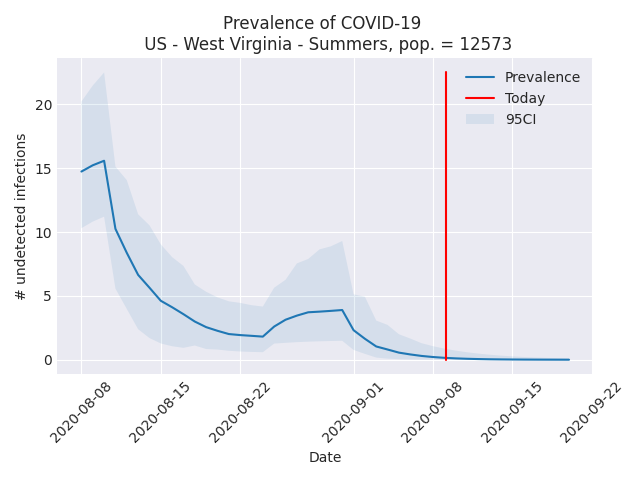 Prevalence of COVID-19
US - West Virginia - Summers, pop. = 12573
Prevalence
Today
95CI
# undetected infections
20
15
10
5
0
2020-08-08
2020-08-15
2020-08-22
2020-09-01
2020-09-08
2020-09-15
2020-09-22
Date